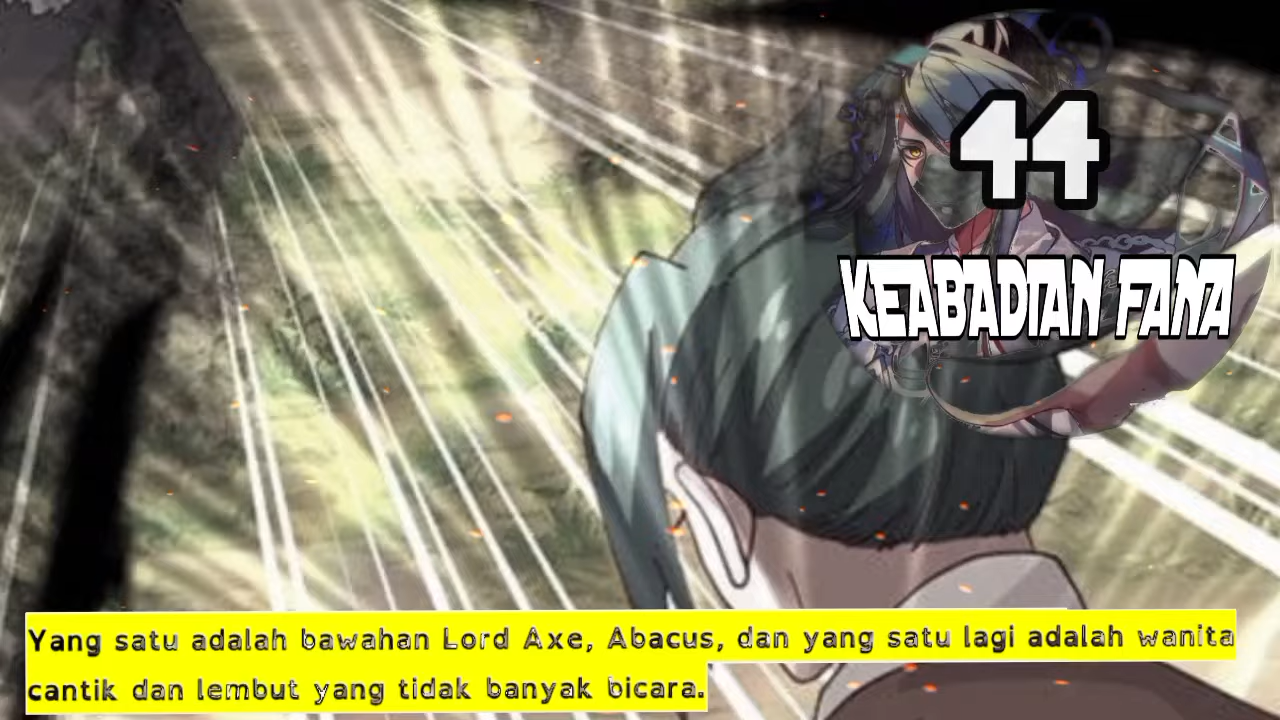 44
KEABADIAN FANA
Yang satu adalah bawahan Lord Axe, Abacus, dan yang satu lagi adalah wanita
cantik dan lembut yang tidak banyak bicara.